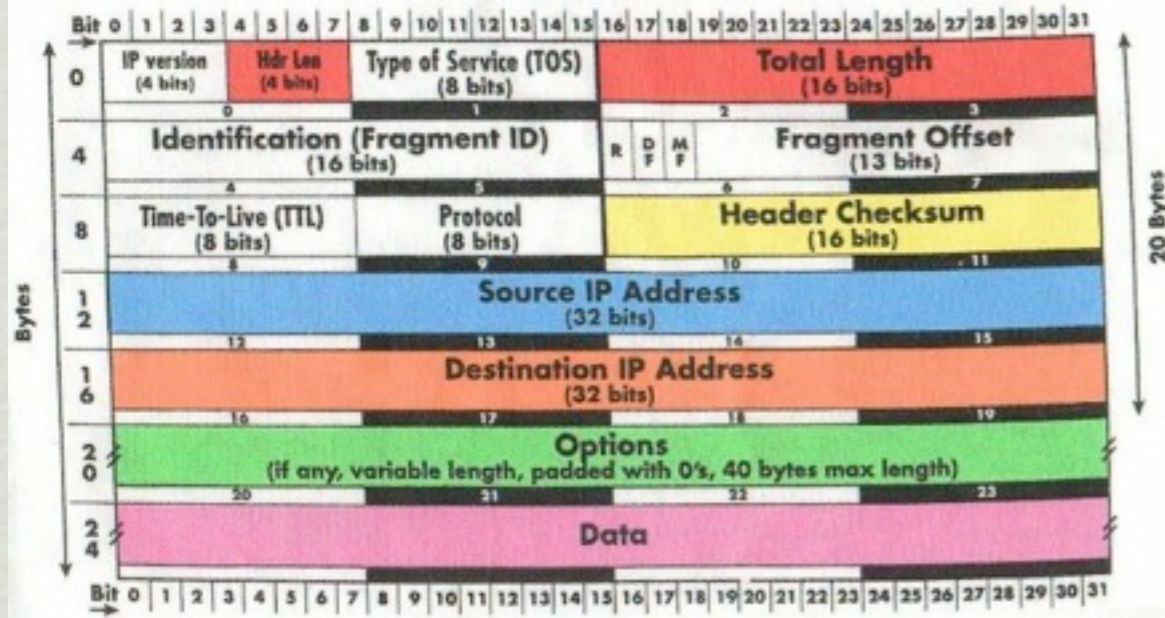 Bit 0 1 2 3 4 5 6 7 8 9 10 11 12 13 14 15 16 17 18 19 20 21 22 23 24 25 26 27 28 29 30 31
0 IP version Hdr Len Type of Service (TOS) Total Length
(4 bits) (4 bits) (8 bits) (16 bits)
0 1 2 3
4 Identification (Fragment ID) R DF MF Fragment Offset
(16 bits) (13 bits)
4 5 6 7
8 Time-To-Live (TTL) Protocol Header Checksum
(8 bits) (8 bits) (16 bits)
8 9 10 11
12 Source IP Address
(32 bits)
12 13 14 15
16 Destination IP Address
(32 bits)
16 17 18 19
20 Options
(if any, variable length, padded with 0's, 40 bytes max length)
20 21 22 23
24 Data
Bit 0 1 2 3 4 5 6 7 8 9 10 11 12 13 14 15 16 17 18 19 20 21 22 23 24 25 26 27 28 29 30 31
Bytes
20 Bytes